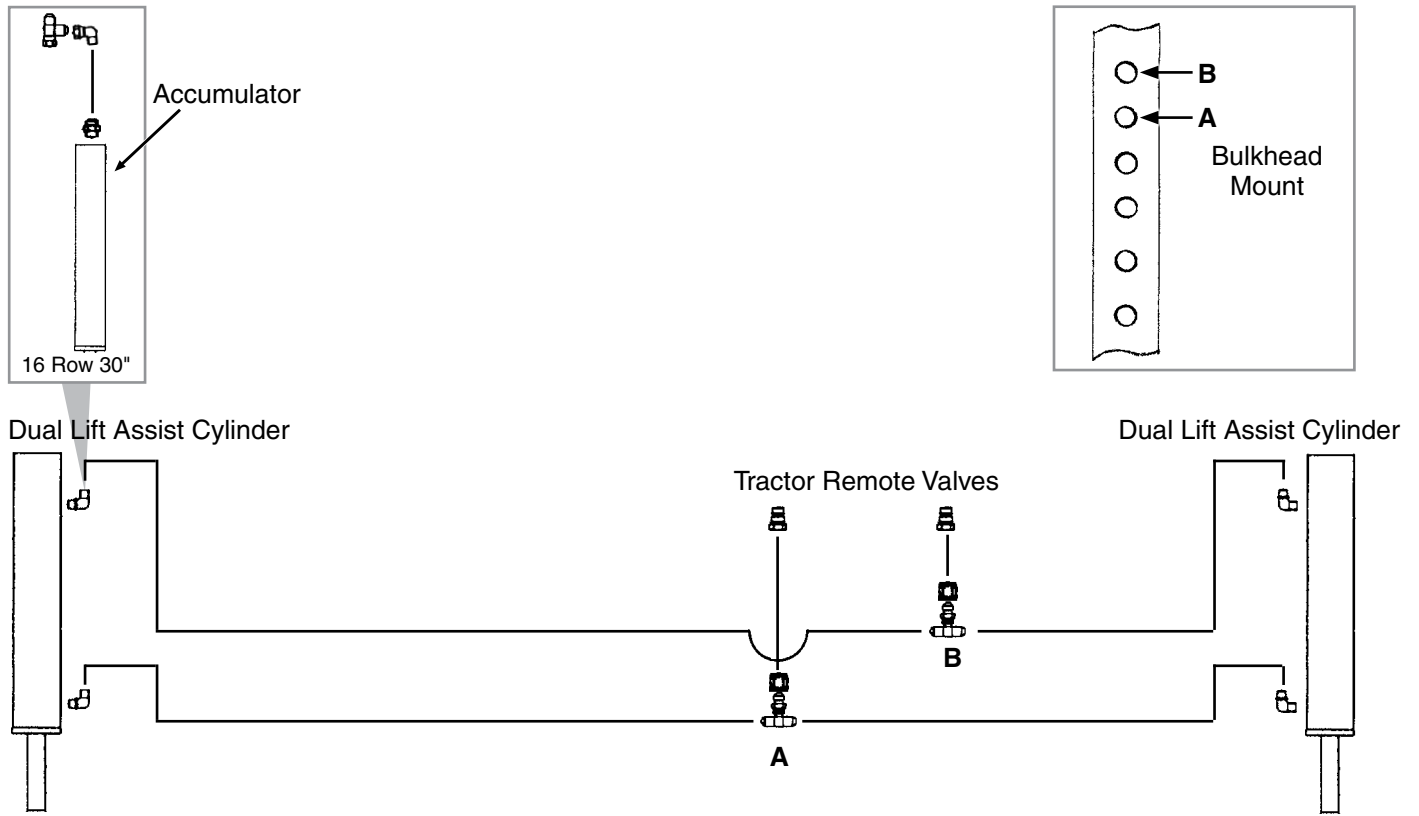 Accumulator
16 Row 30"
B
A
Bulkhead
Mount
Dual Lift Assist Cylinder
Dual Lift Assist Cylinder
Tractor Remote Valves
B
A